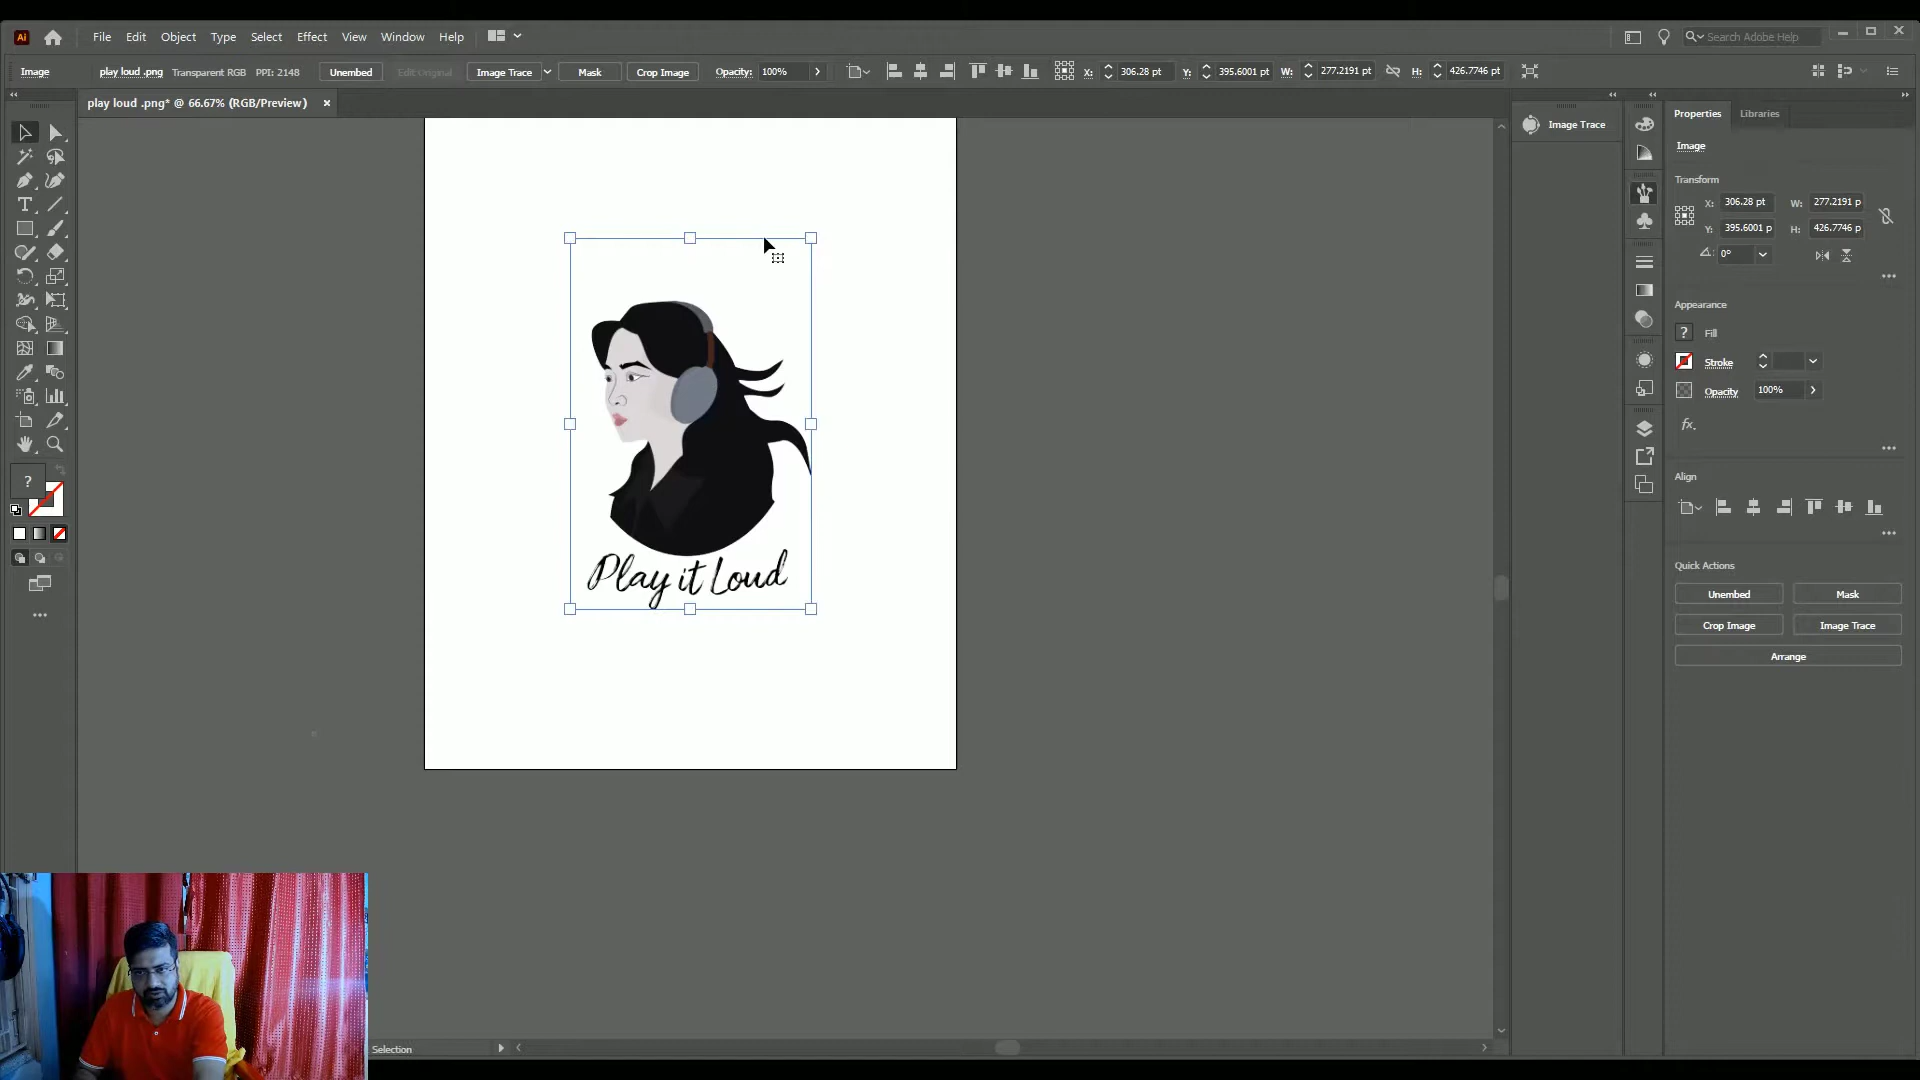 Ai File Edit Object Type Select Effect View Window Help Search Adobe Help
Image play loud .png Transparent RGB PPI: 2148 Unembed Edit Original Image Trace Mask Crop Image Opacity: 100% X: 306.28 pt Y: 395.6001 pt W: 277.2191 pt H: 426.7746 pt
play loud .png* @ 66.67% (RGB/Preview) ×
Image Trace
Properties Libraries
Image
Transform
X: 306.28 pt W: 277.2191 p
Y: 395.6001 p H: 426.7746 p
0°
Appearance
? Fill
Stroke
Opacity 100%
fx.
Align
Quick Actions
Unembed Mask
Crop Image Image Trace
Arrange
?
Play it Loud
Selection